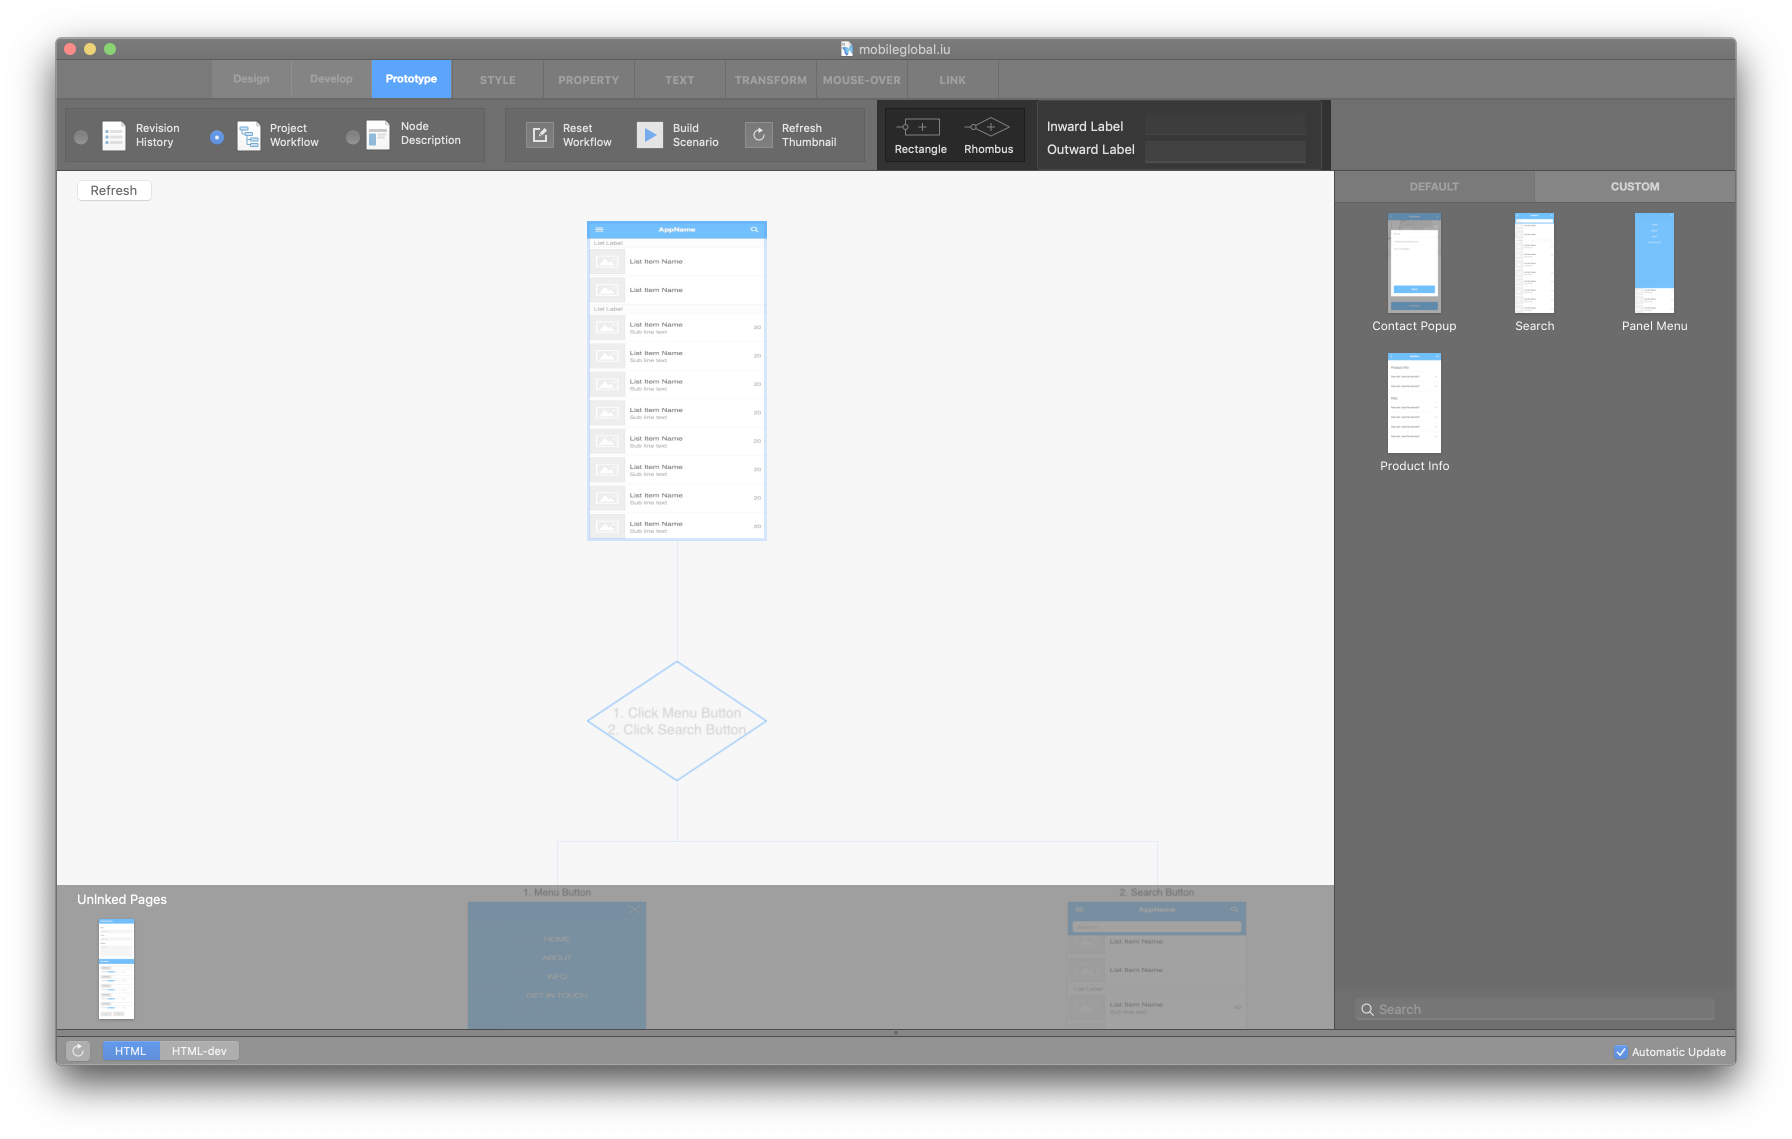 mobileglobal.iu
Design
Develop
Prototype
STYLE
PROPERTY
TEXT
TRANSFORM
MOUSE-OVER
LINK
Revision
History
Project
Workflow
Node
Description
Reset
Workflow
Build
Scenario
Refresh
Thumbnail
Rectangle
Rhombus
Inward Label
Outward Label
Refresh
AppName
List Label
List Item Name
List Item Name
List Label
List Item Name
Sub line text
20
List Item Name
Sub line text
20
List Item Name
Sub line text
20
List Item Name
Sub line text
20
List Item Name
Sub line text
20
List Item Name
Sub line text
20
List Item Name
Sub line text
20
List Item Name
Sub line text
20
1. Click Menu Button
2. Click Search Button
UnInked Pages
1. Menu Button
HOME
ABOUT
INFO
GET IN TOUCH
2. Search Button
AppName
Search
List Item Name
List Item Name
List Label
List Item Name
Sub line text
20
DEFAULT
CUSTOM
Contact Popup
Search
Panel Menu
Product Info
Product Info
Search
HTML
HTML-dev
Automatic Update